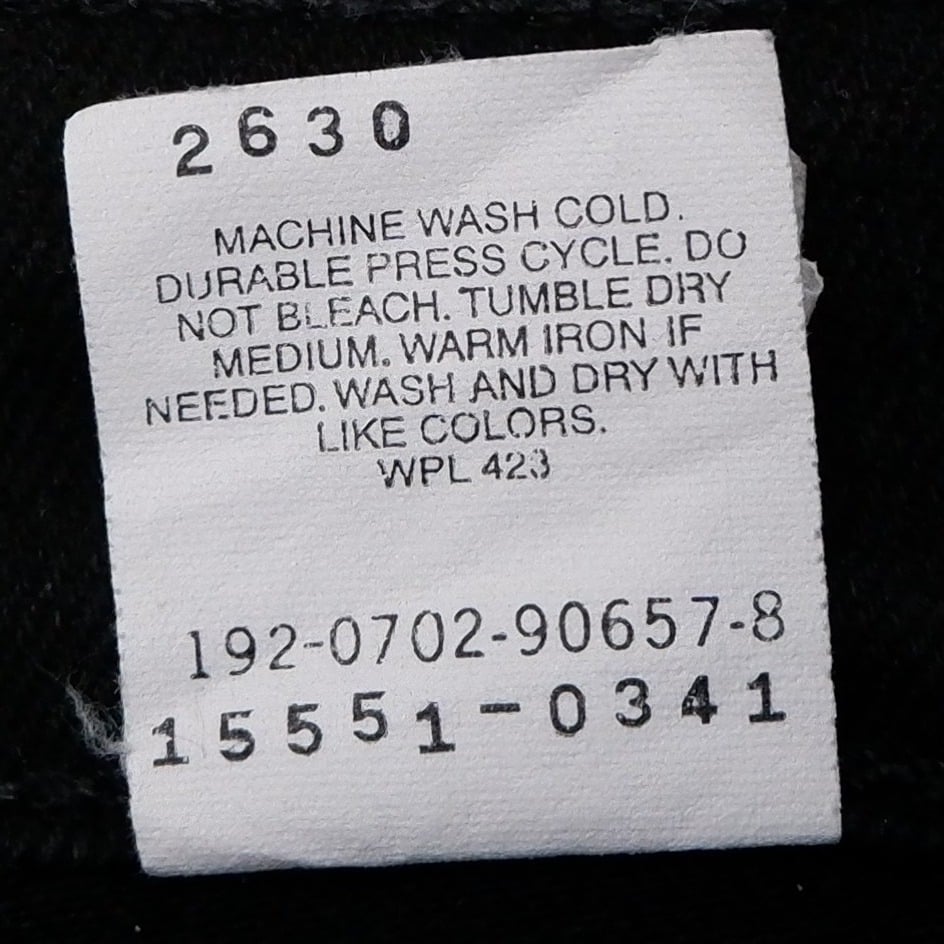 2630
MACHINE WASH COLD.
DURABLE PRESS CYCLE. DO
NOT BLEACH. TUMBLE DRY
MEDIUM. WARM IRON IF
NEEDED. WASH AND DRY WITH
LIKE COLORS.
WPL 423
192-0702-90657-8
15551-0341